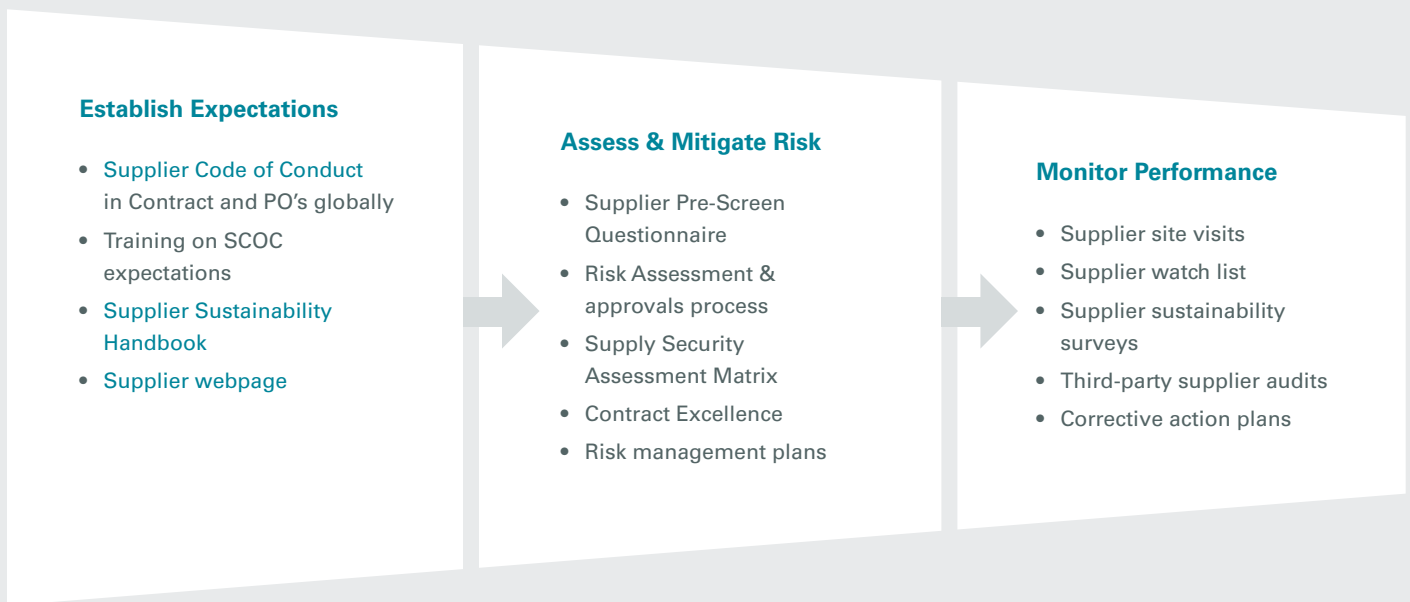 Establish Expectations
• Supplier Code of Conduct
in Contract and PO's globally
• Training on SCOC
expectations
• Supplier Sustainability
Handbook
• Supplier webpage
Assess & Mitigate Risk
• Supplier Pre-Screen
Questionnaire
• Risk Assessment &
approvals process
• Supply Security
Assessment Matrix
• Contract Excellence
• Risk management plans
Monitor Performance
• Supplier site visits
• Supplier watch list
• Supplier sustainability
surveys
• Third-party supplier audits
• Corrective action plans